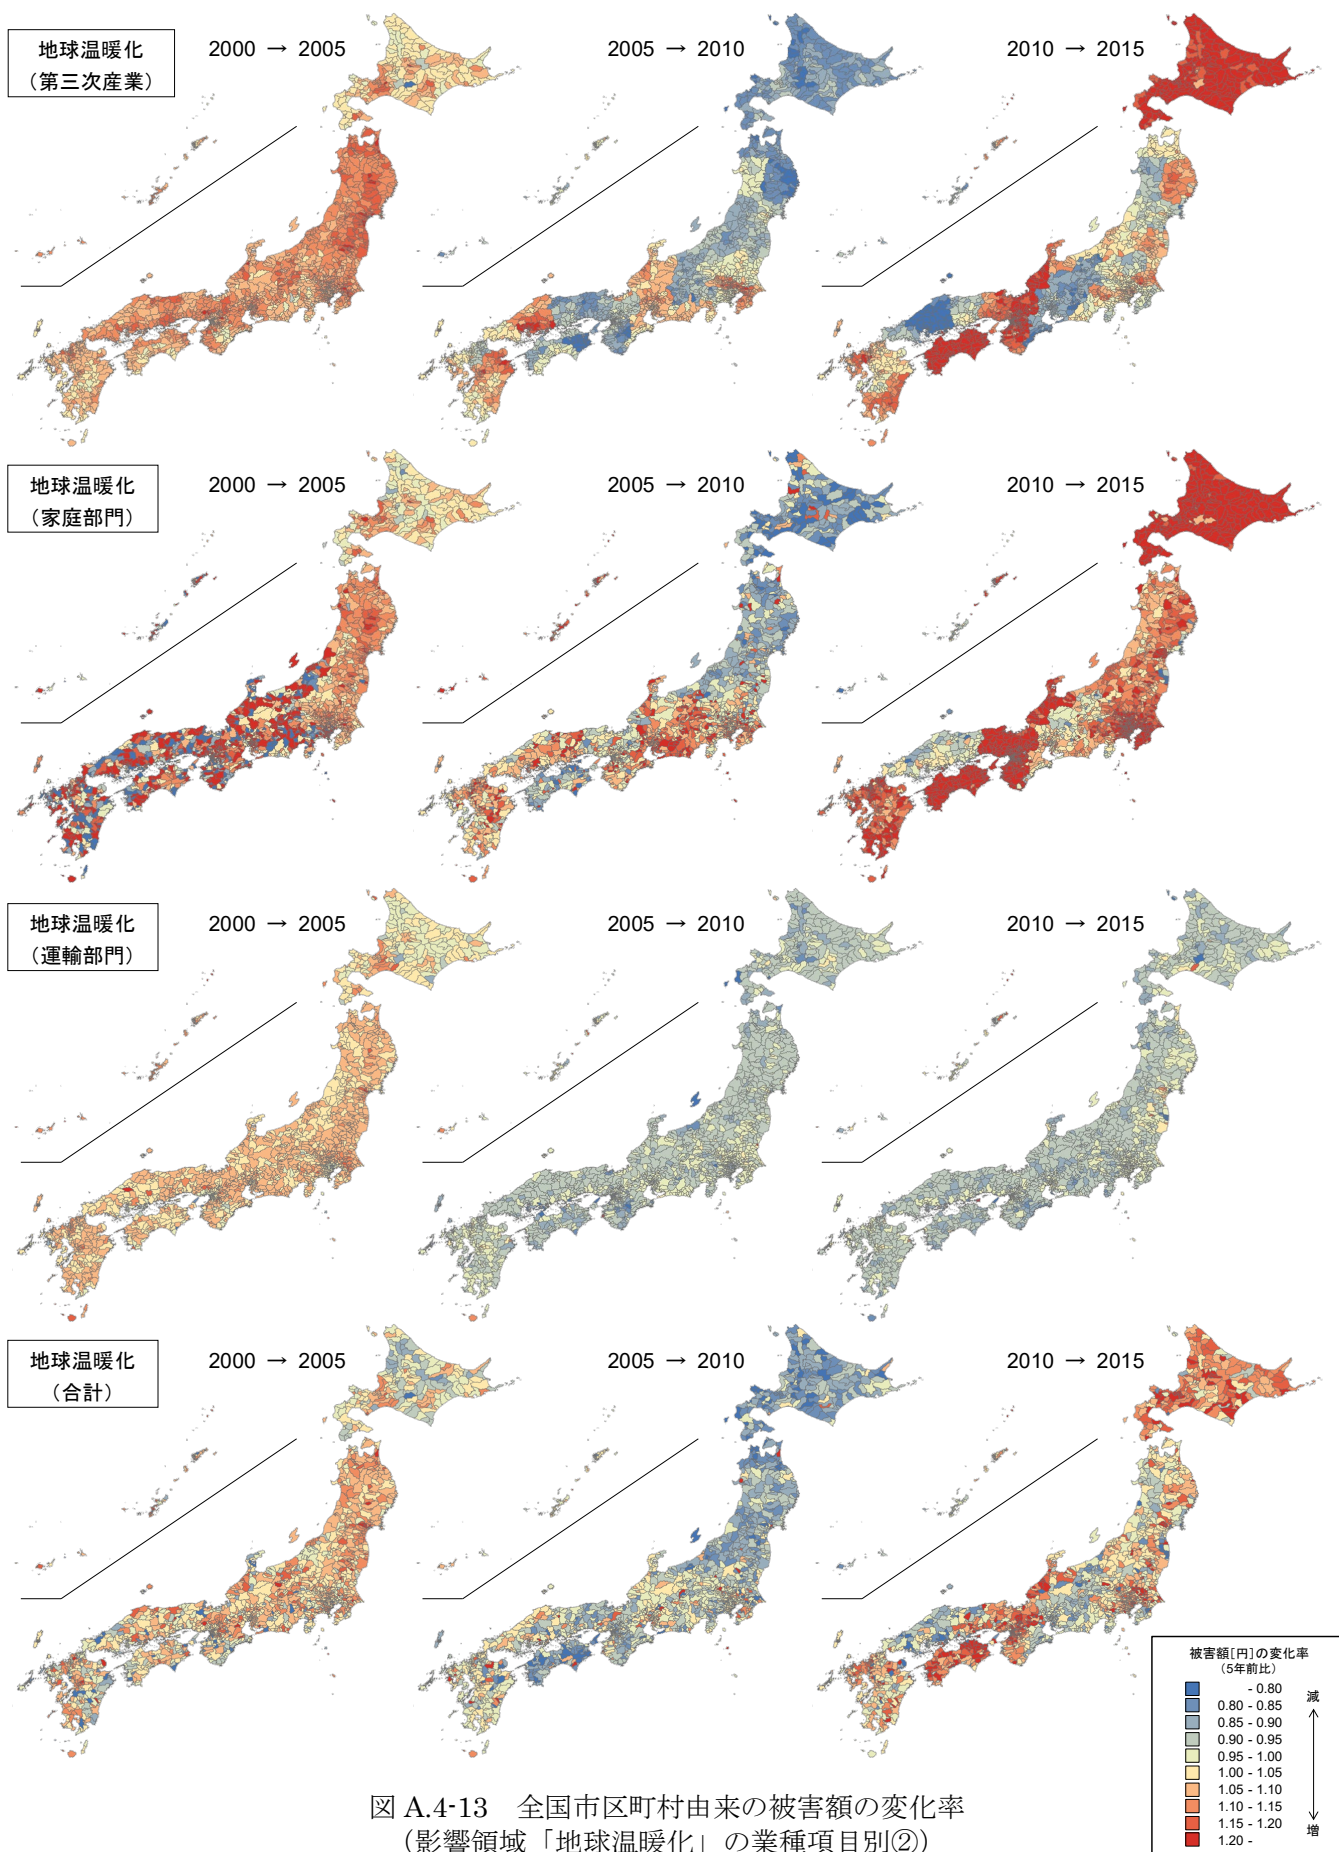 地球温暖化
（第三次産業）
2000 → 2005
2005 → 2010
2010 → 2015
地球温暖化
（家庭部門）
2000 → 2005
2005 → 2010
2010 → 2015
地球温暖化
（運輸部門）
2000 → 2005
2005 → 2010
2010 → 2015
地球温暖化
（合計）
2000 → 2005
2005 → 2010
2010 → 2015
被害額[円]の変化率
（5年前比）
- 0.80
0.80 - 0.85
0.85 - 0.90
0.90 - 0.95
0.95 - 1.00
1.00 - 1.05
1.05 - 1.10
1.10 - 1.15
1.15 - 1.20
1.20 -
減
増
図 A.4-13　全国市区町村由来の被害額の変化率
（影響領域「地球温暖化」の業種項目別②）